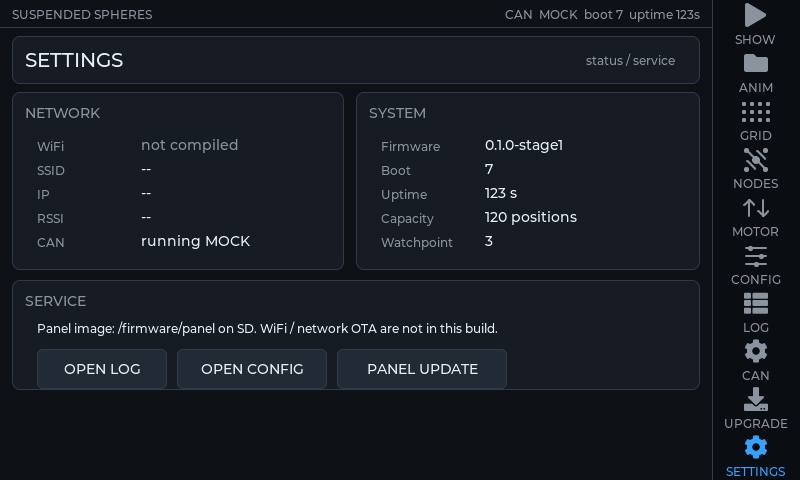 SUSPENDED SPHERES
CAN MOCK boot 7 uptime 123s
SETTINGS
status / service
NETWORK
WiFi not compiled
SSID --
IP --
RSSI --
CAN running MOCK
SYSTEM
Firmware 0.1.0-stage1
Boot 7
Uptime 123 s
Capacity 120 positions
Watchpoint 3
SERVICE
Panel image: /firmware/panel on SD. WiFi / network OTA are not in this build.
OPEN LOG
OPEN CONFIG
PANEL UPDATE
SHOW
ANIM
GRID
NODES
MOTOR
CONFIG
LOG
CAN
UPGRADE
SETTINGS